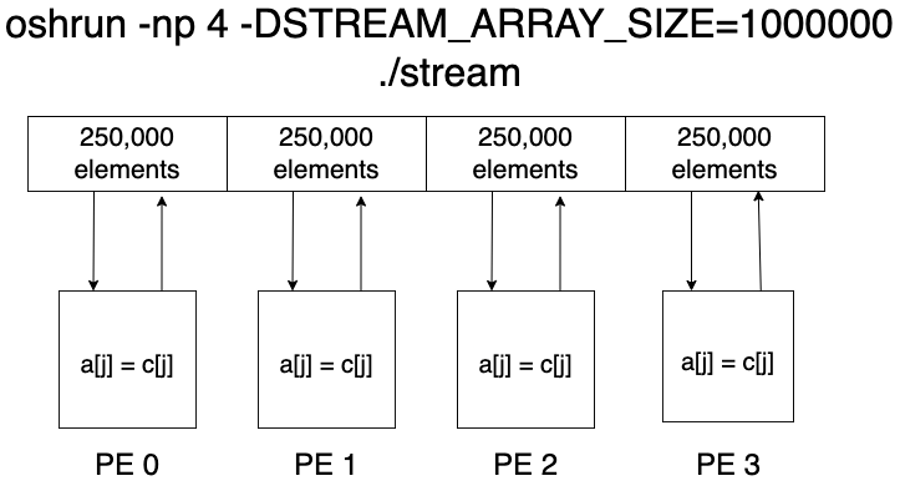 oshrun -np 4 -DSTREAM_ARRAY_SIZE=1000000
./stream
250,000
elements
250,000
elements
250,000
elements
250,000
elements
a[j] = c[j]
a[j] = c[j]
a[j] = c[j]
a[j] = c[j]
PE 0
PE 1
PE 2
PE 3